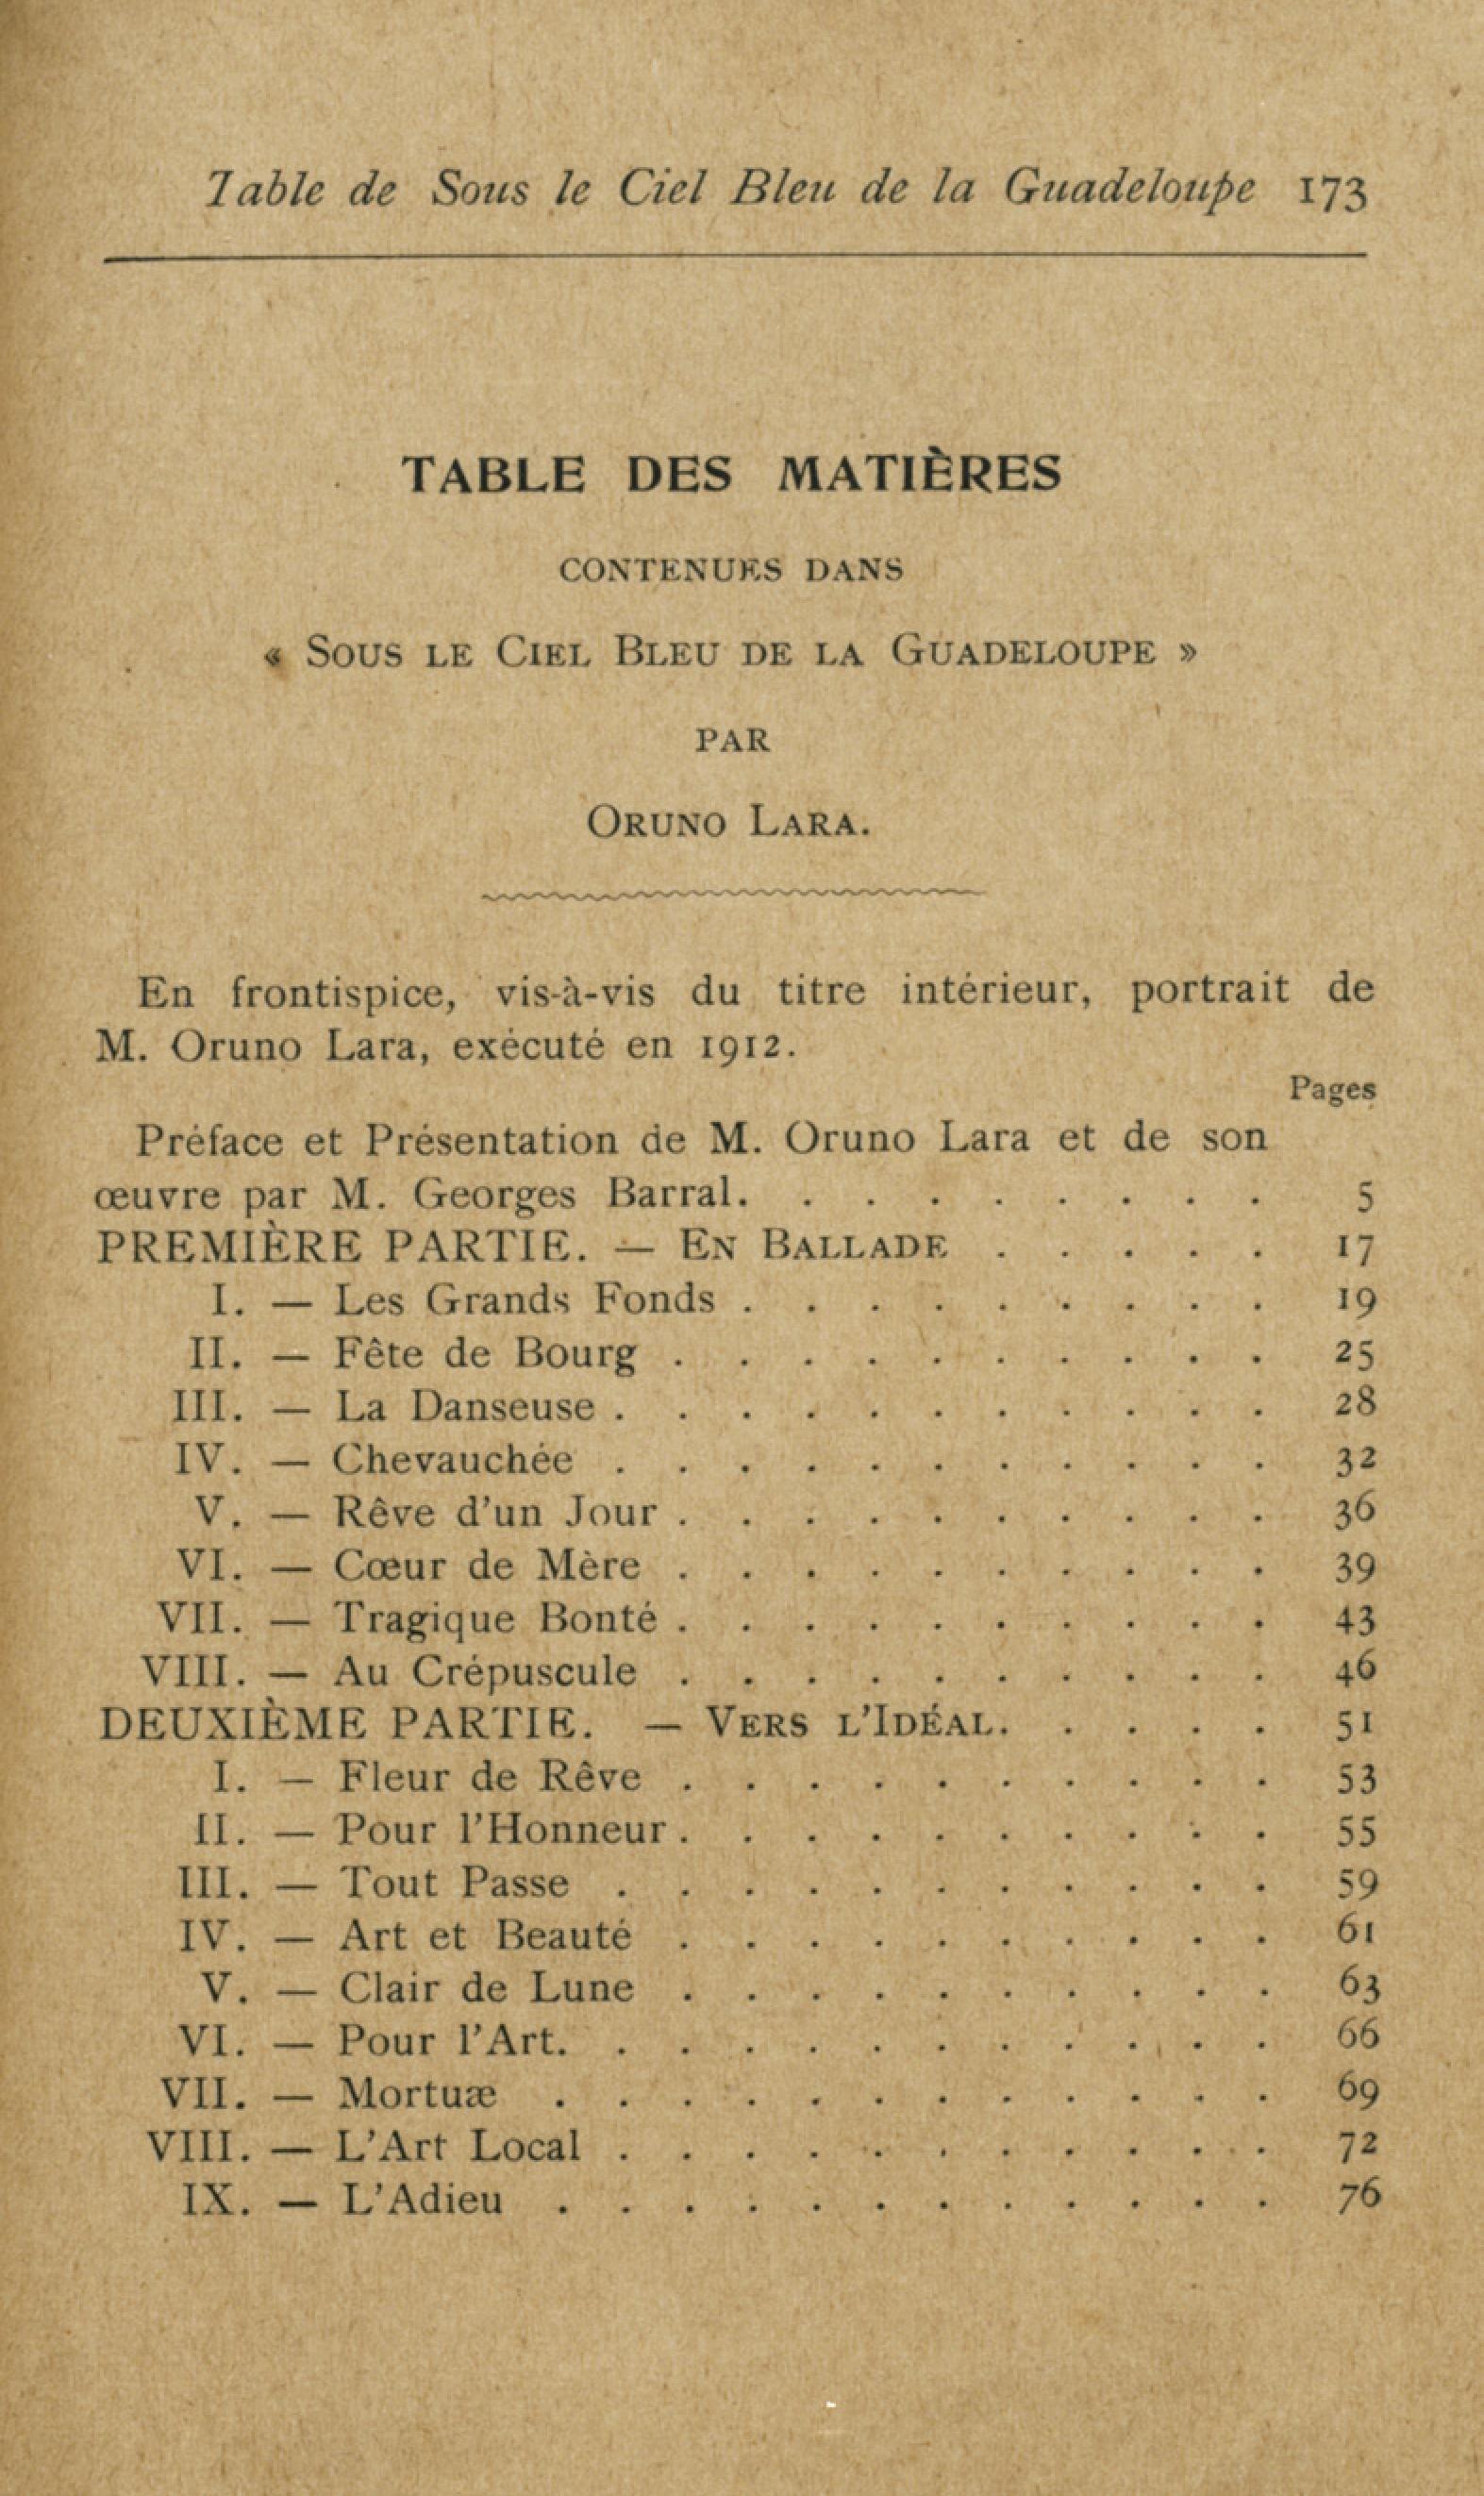 Table de Sous le Ciel Bleu de la Guadeloupe 173
TABLE DES MATIÈRES
CONTENUES DANS
« SOUS LE CIEL BLEU DE LA GUADELOUPE »
PAR
ORUNO LARA.
En frontispice, vis-à-vis du titre intérieur, portrait de
M. Oruno Lara, exécuté en 1912.
Pages
Préface et Présentation de M. Oruno Lara et de son
œuvre par M. Georges Barral. . . . . . . . . 5
PREMIÈRE PARTIE. — EN BALLADE . . . . . 17
I. — Les Grands Fonds . . . . . . . . . 19
II. — Fête de Bourg . . . . . . . . . . 25
III. — La Danseuse . . . . . . . . . . . 28
IV. — Chevauchée . . . . . . . . . . . 32
V. — Rêve d'un Jour . . . . . . . . . . 36
VI. — Cœur de Mère . . . . . . . . . . 39
VII. — Tragique Bonté . . . . . . . . . . 43
VIII. — Au Crépuscule . . . . . . . . . . 46
DEUXIÈME PARTIE. — VERS L'IDÉAL. . . . . 51
I. — Fleur de Rêve . . . . . . . . . . 53
II. — Pour l'Honneur . . . . . . . . . . 55
III. — Tout Passe . . . . . . . . . . . 59
IV. — Art et Beauté . . . . . . . . . . 61
V. — Clair de Lune . . . . . . . . . . 63
VI. — Pour l'Art. . . . . . . . . . . . 66
VII. — Mortuæ . . . . . . . . . . . . 69
VIII. — L'Art Local . . . . . . . . . . . 72
IX. — L'Adieu . . . . . . . . . . . . 76